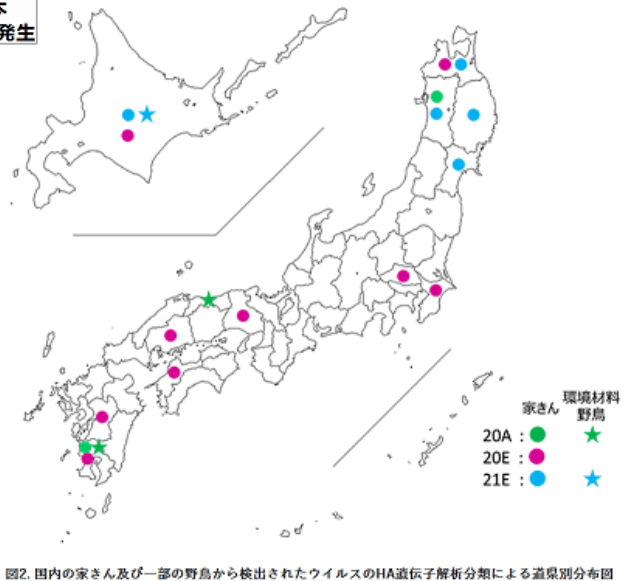 本
発生
家きん
環境材料
野鳥
20A :
20E :
21E :
図2. 国内の家きん及び一部の野鳥から検出されたウイルスのHA遺伝子解析分類による道県別分布図